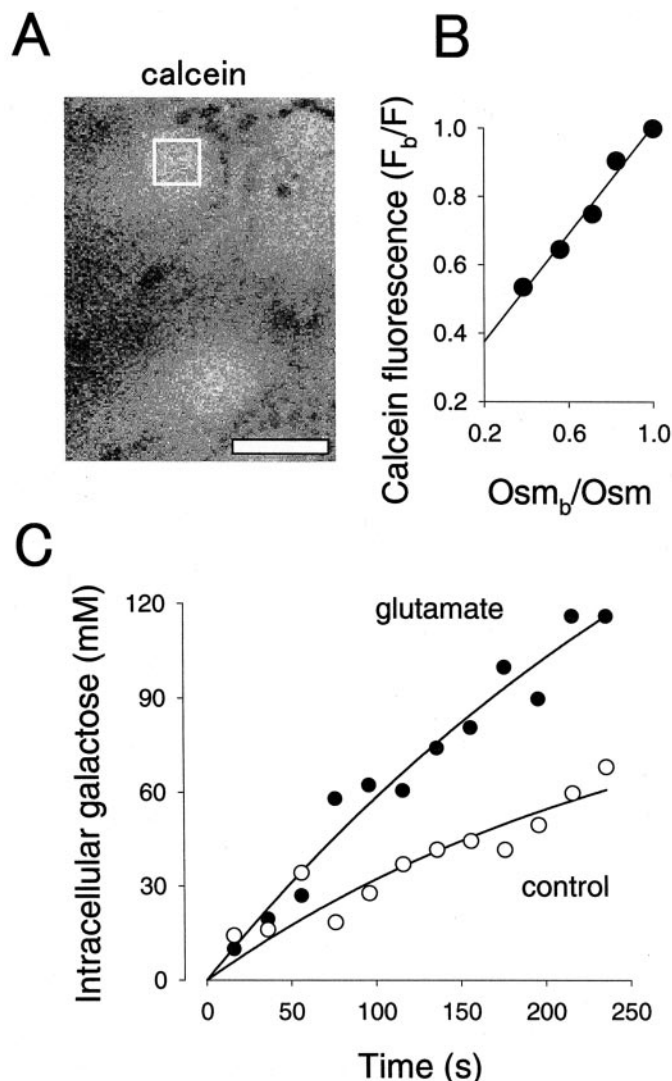 A
calcein
B
Calcein fluorescence (F_b/F)
1.0
0.8
0.6
0.4
0.2
0.2 0.6 1.0
Osm_b/Osm
C
Intracellular galactose (mM)
120
90
60
30
0
glutamate
control
0 50 100 150 200 250
Time (s)